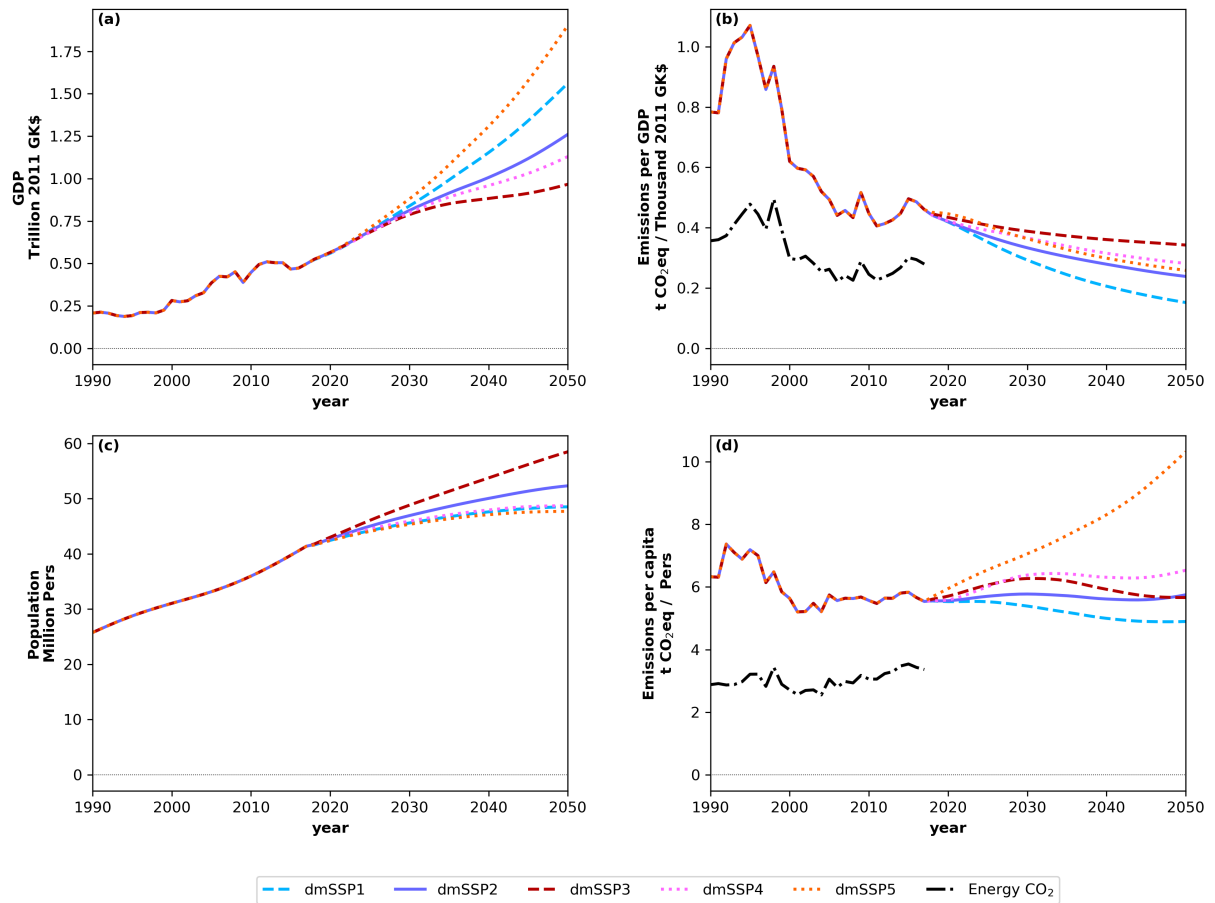 (a)
GDP
Trillion 2011 GK$
1.75
1.50
1.25
1.00
0.75
0.50
0.25
0.00
1990 2000 2010 2020 2030 2040 2050
year
(b)
Emissions per GDP
t CO₂eq / Thousand 2011 GK$
1.0
0.8
0.6
0.4
0.2
0.0
1990 2000 2010 2020 2030 2040 2050
year
(c)
Population
Million Pers
60
50
40
30
20
10
0
1990 2000 2010 2020 2030 2040 2050
year
(d)
Emissions per capita
t CO₂eq / Pers
10
8
6
4
2
0
1990 2000 2010 2020 2030 2040 2050
year
dmSSP1 dmSSP2 dmSSP3 dmSSP4 dmSSP5 Energy CO₂